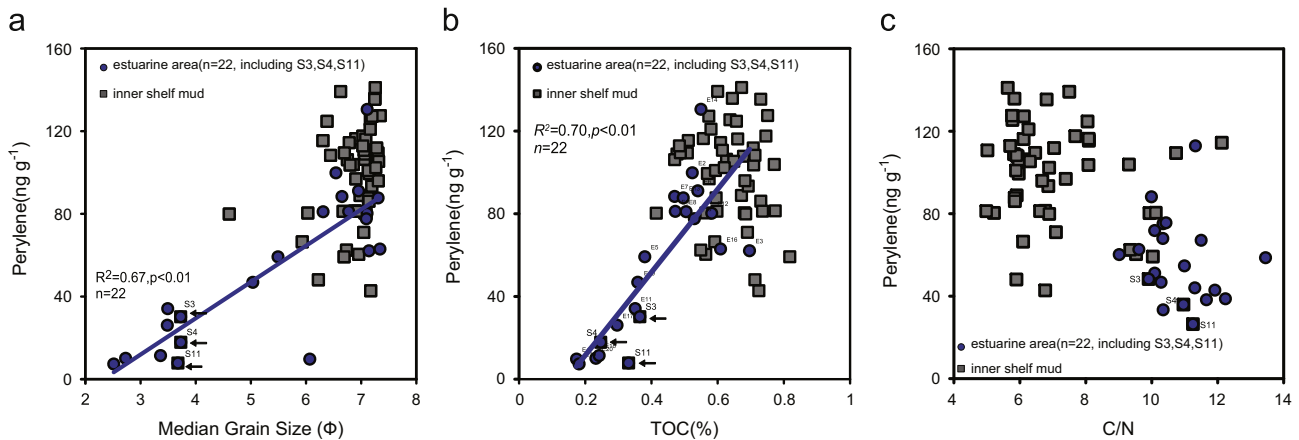 a
160
120
80
40
0
Perylene(ng g-1)
estuarine area(n=22, including S3,S4,S11)
inner shelf mud
R2=0.67,p<0.01
n=22
S3
S4
S11
2 3 4 5 6 7 8
Median Grain Size (Φ)
b
160
120
80
40
0
Perylene(ng g-1)
estuarine area(n=22, including S3,S4,S11)
inner shelf mud
R2=0.70,p<0.01
n=22
E14
E2
E7
E8
E5
E16
E3
E11
S3
S4
S11
0 0.2 0.4 0.6 0.8 1
TOC(%)
c
160
120
80
40
0
Perylene(ng g-1)
S3
S4
S11
estuarine area(n=22, including S3,S4,S11)
inner shelf mud
4 6 8 10 12 14
C/N